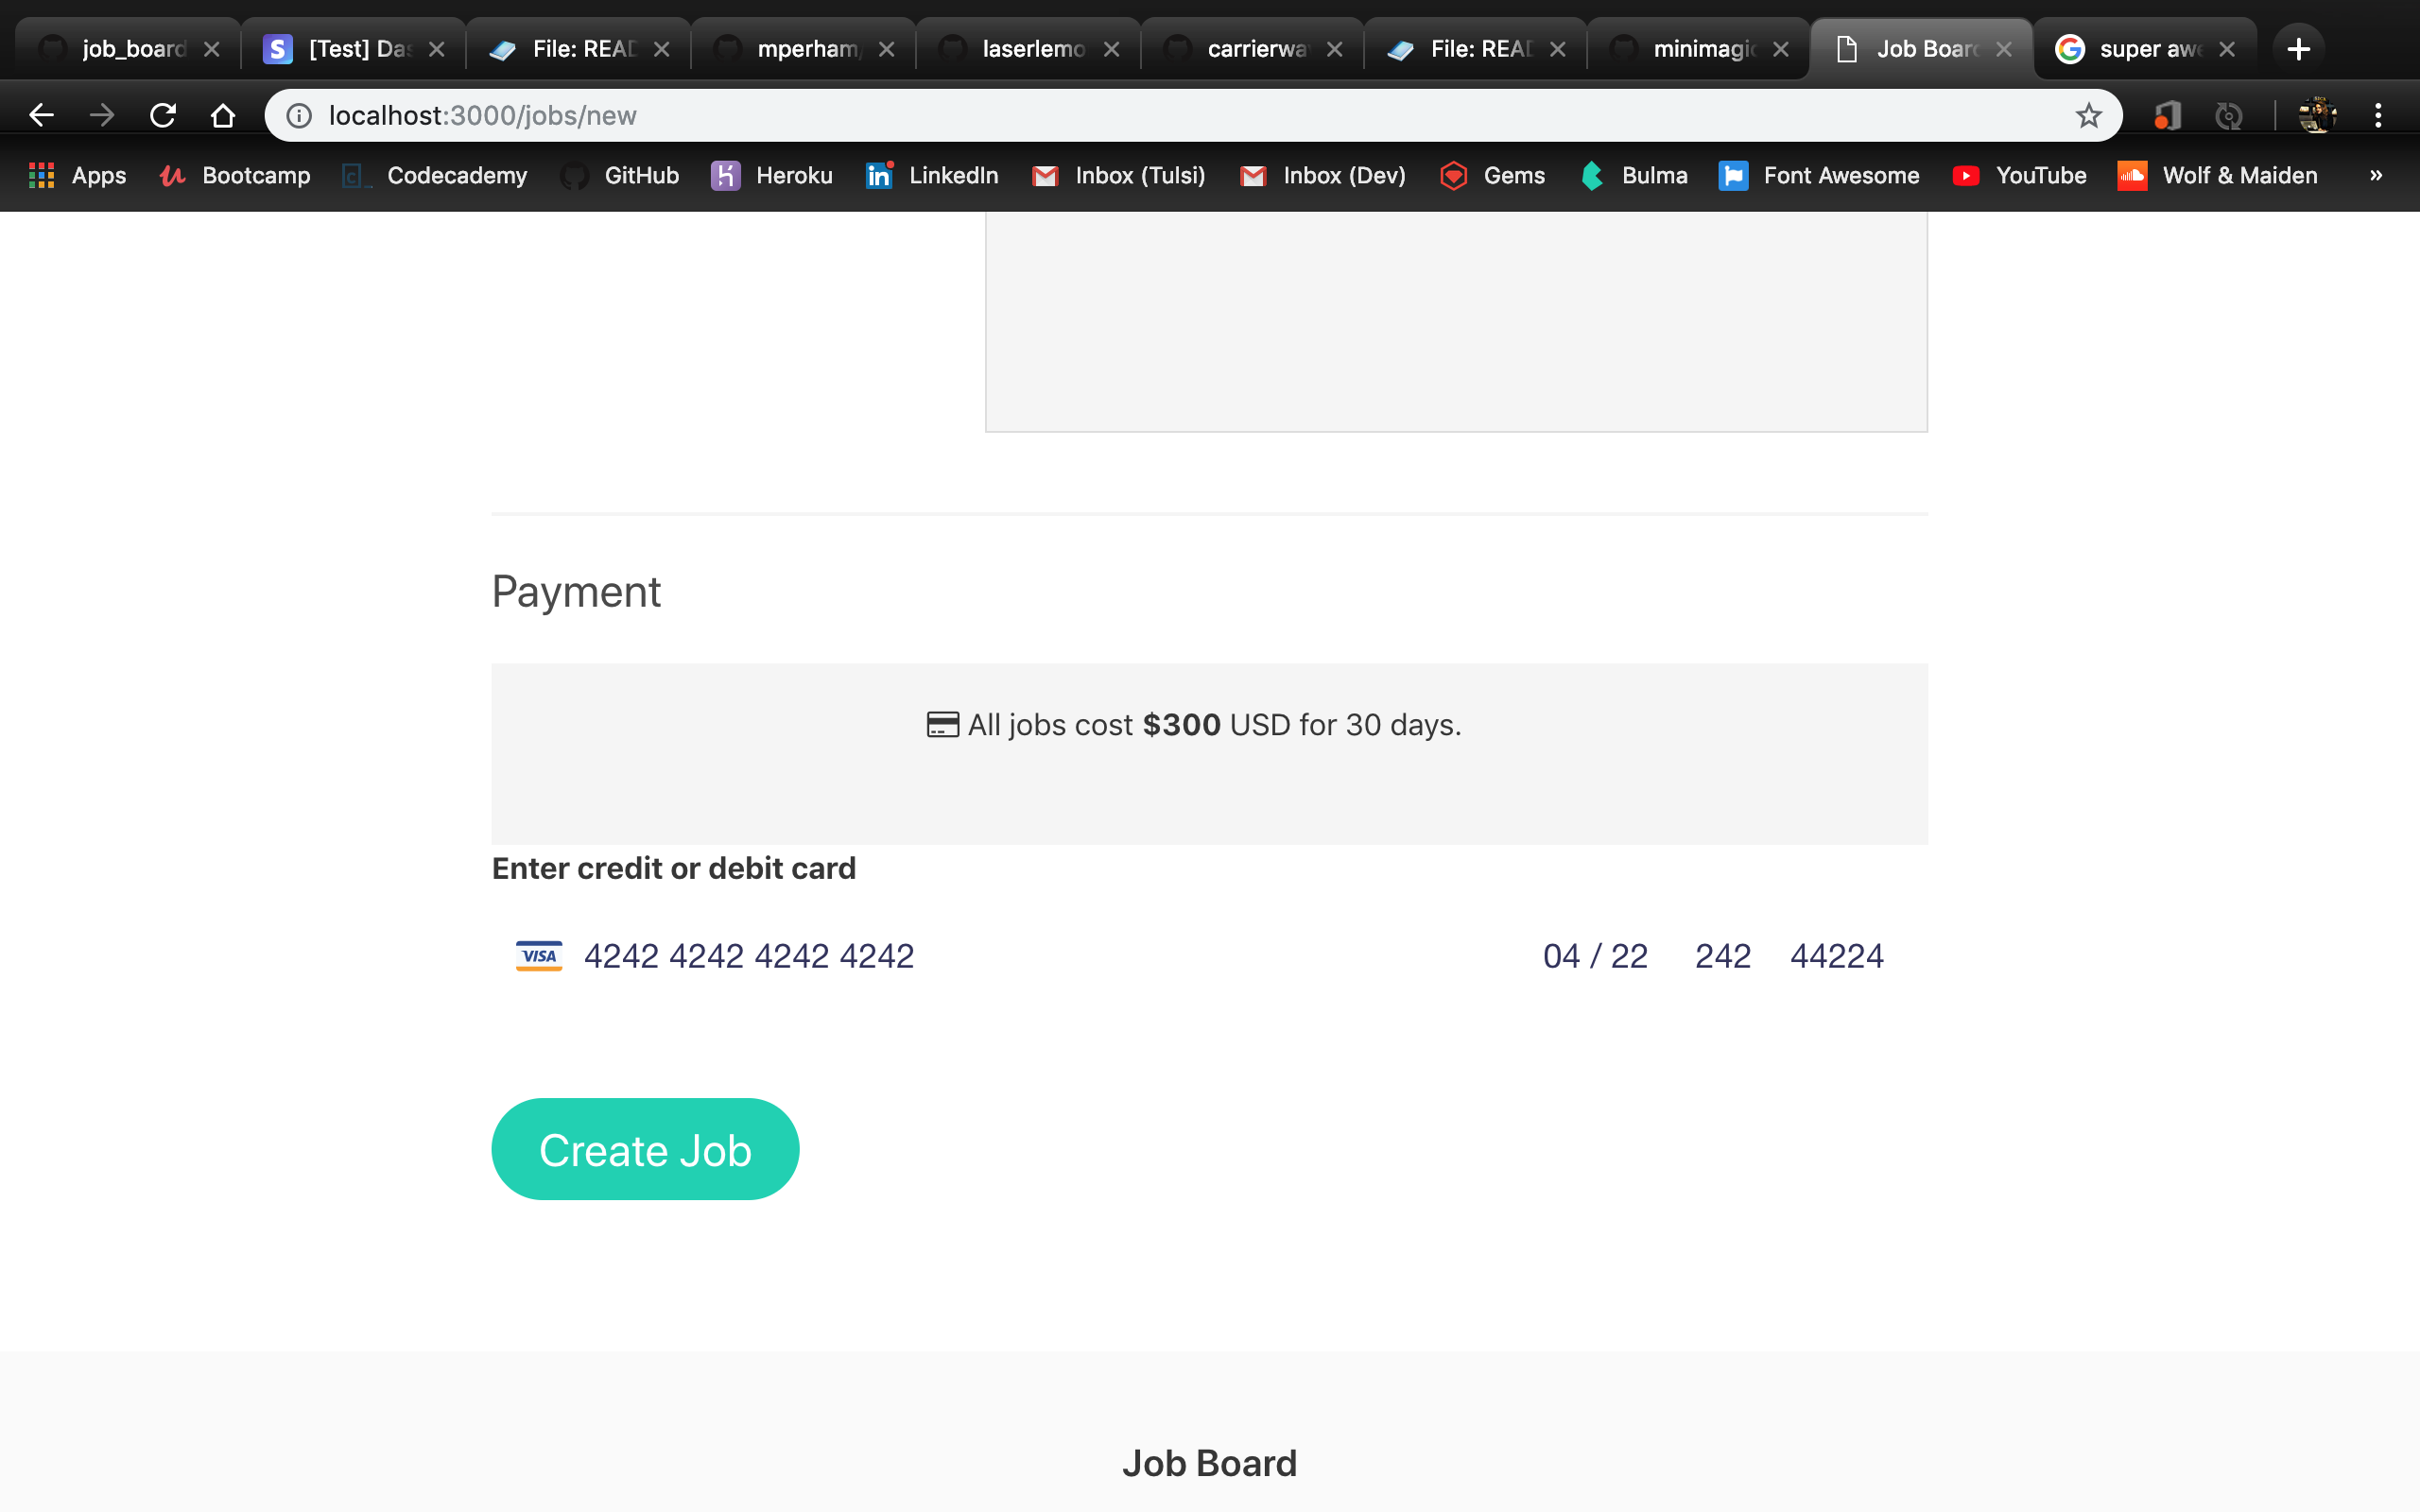 job_board [Test] Das File: READ mperham/ laserlemo carrierwa File: READ minimagic Job Board super awe
localhost:3000/jobs/new
Apps Bootcamp Codecademy GitHub Heroku LinkedIn Inbox (Tulsi) Inbox (Dev) Gems Bulma Font Awesome YouTube Wolf & Maiden »
Payment
All jobs cost $300 USD for 30 days.
Enter credit or debit card
VISA 4242 4242 4242 4242 04 / 22 242 44224
Create Job
Job Board